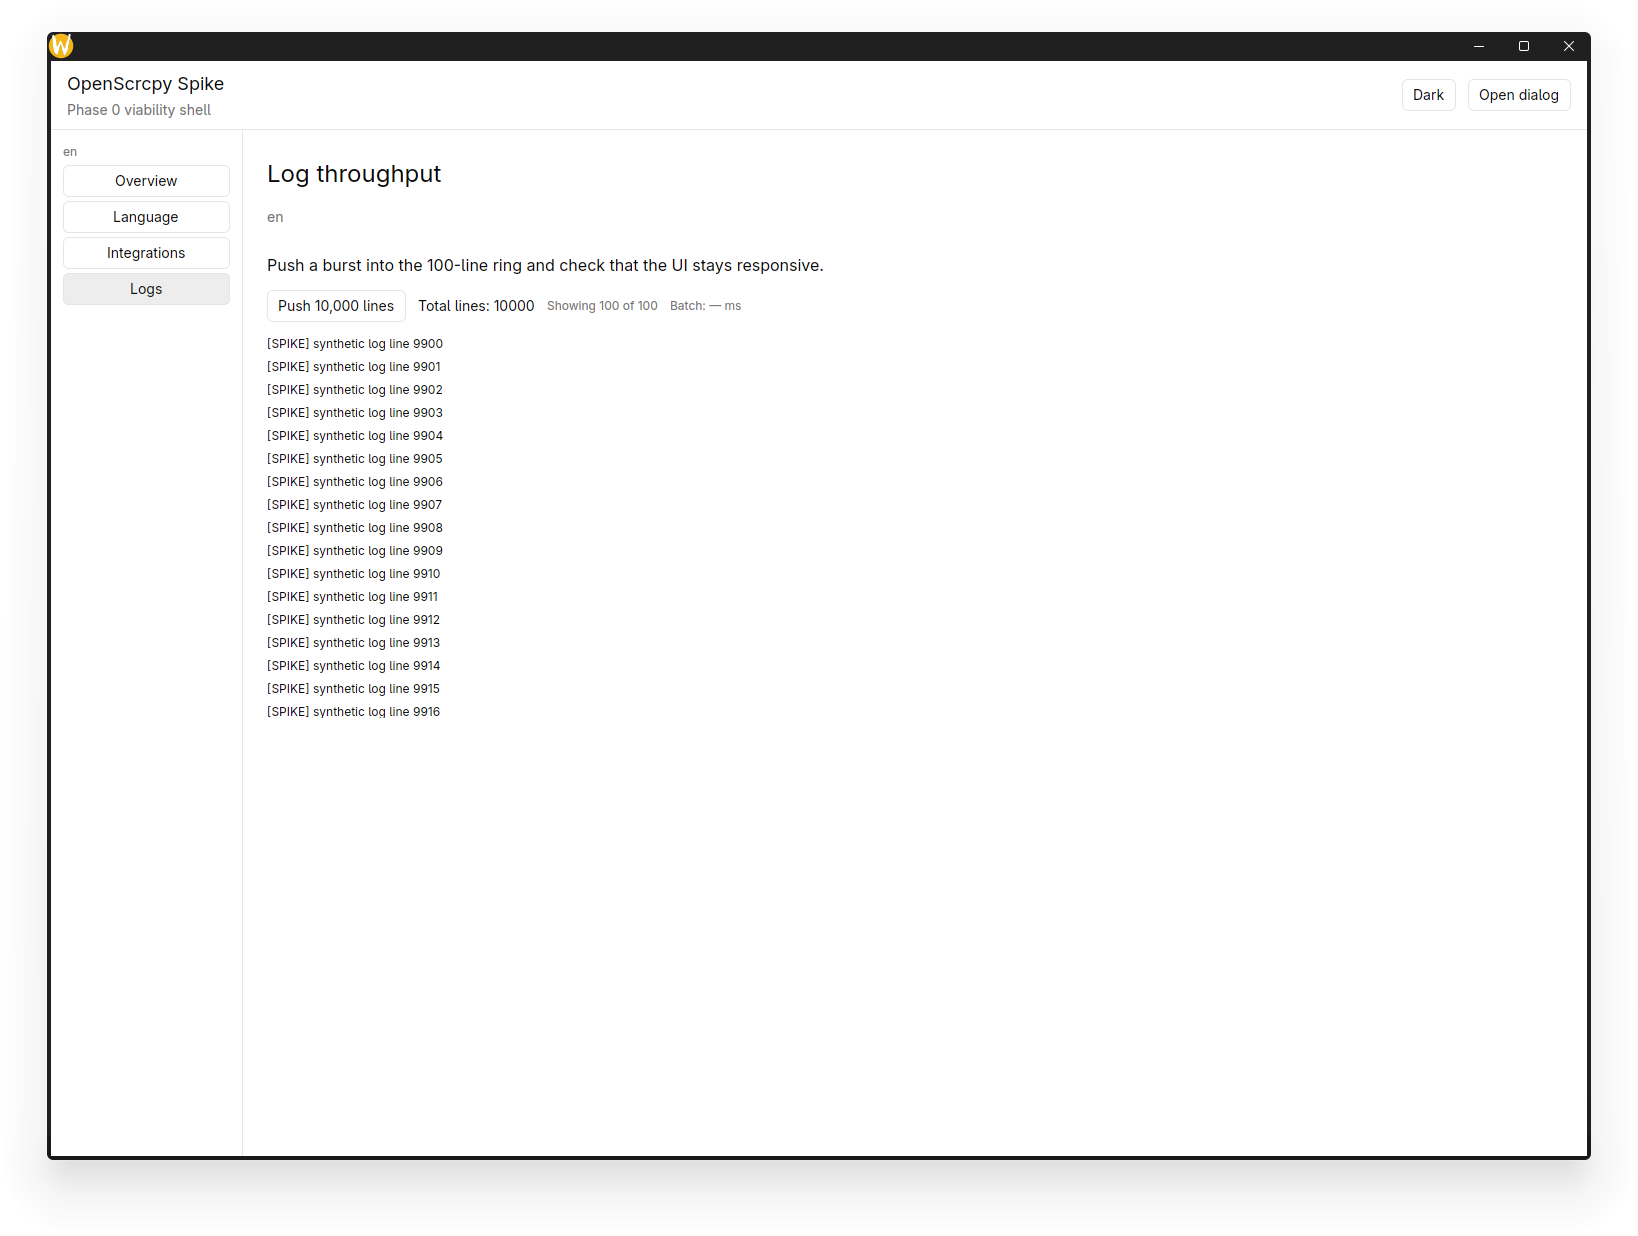 OpenScrcpy Spike
Phase 0 viability shell
Dark
Open dialog
en
Overview
Language
Integrations
Logs
Log throughput
en
Push a burst into the 100-line ring and check that the UI stays responsive.
Push 10,000 lines Total lines: 10000 Showing 100 of 100 Batch: — ms
[SPIKE] synthetic log line 9900
[SPIKE] synthetic log line 9901
[SPIKE] synthetic log line 9902
[SPIKE] synthetic log line 9903
[SPIKE] synthetic log line 9904
[SPIKE] synthetic log line 9905
[SPIKE] synthetic log line 9906
[SPIKE] synthetic log line 9907
[SPIKE] synthetic log line 9908
[SPIKE] synthetic log line 9909
[SPIKE] synthetic log line 9910
[SPIKE] synthetic log line 9911
[SPIKE] synthetic log line 9912
[SPIKE] synthetic log line 9913
[SPIKE] synthetic log line 9914
[SPIKE] synthetic log line 9915
[SPIKE] synthetic log line 9916